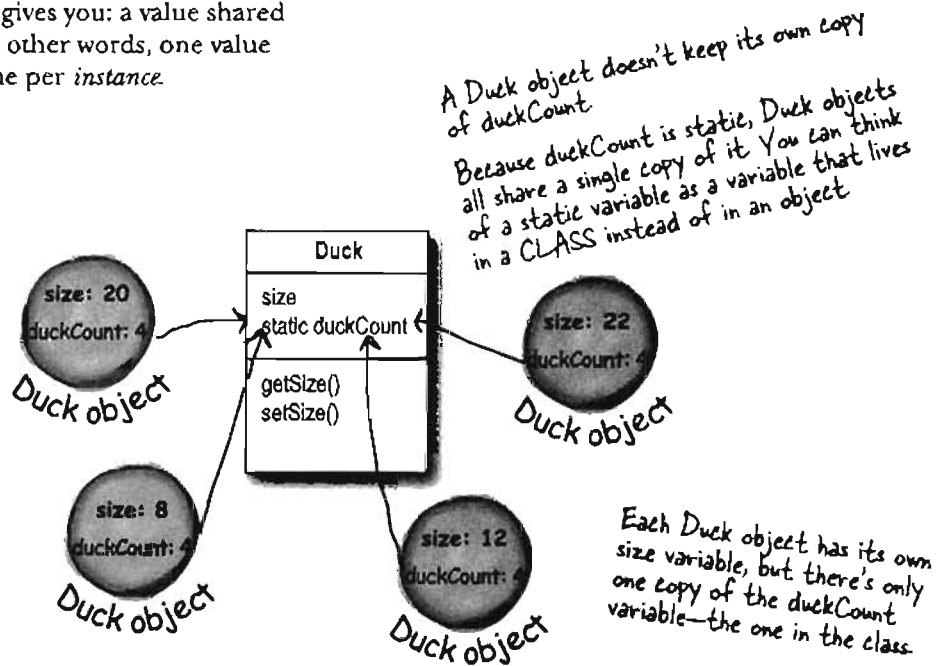 gives you: a value shared
other words, one value
ne per instance.
A Duck object doesn't keep its own copy
of duckCount
Because duckCount is static, Duck objects
all share a single copy of it You can think
of a static variable as a variable that lives
in a CLASS instead of in an object
Duck
size
static duckCount
getSize()
setSize()
size: 20
duckCount: 4
Duck object
size: 22
duckCount: 4
Duck object
size: 8
duckCount: 4
Duck object
size: 12
duckCount: 4
Duck object
Each Duck object has its own
size variable, but there's only
one copy of the duckCount
variable—the one in the class